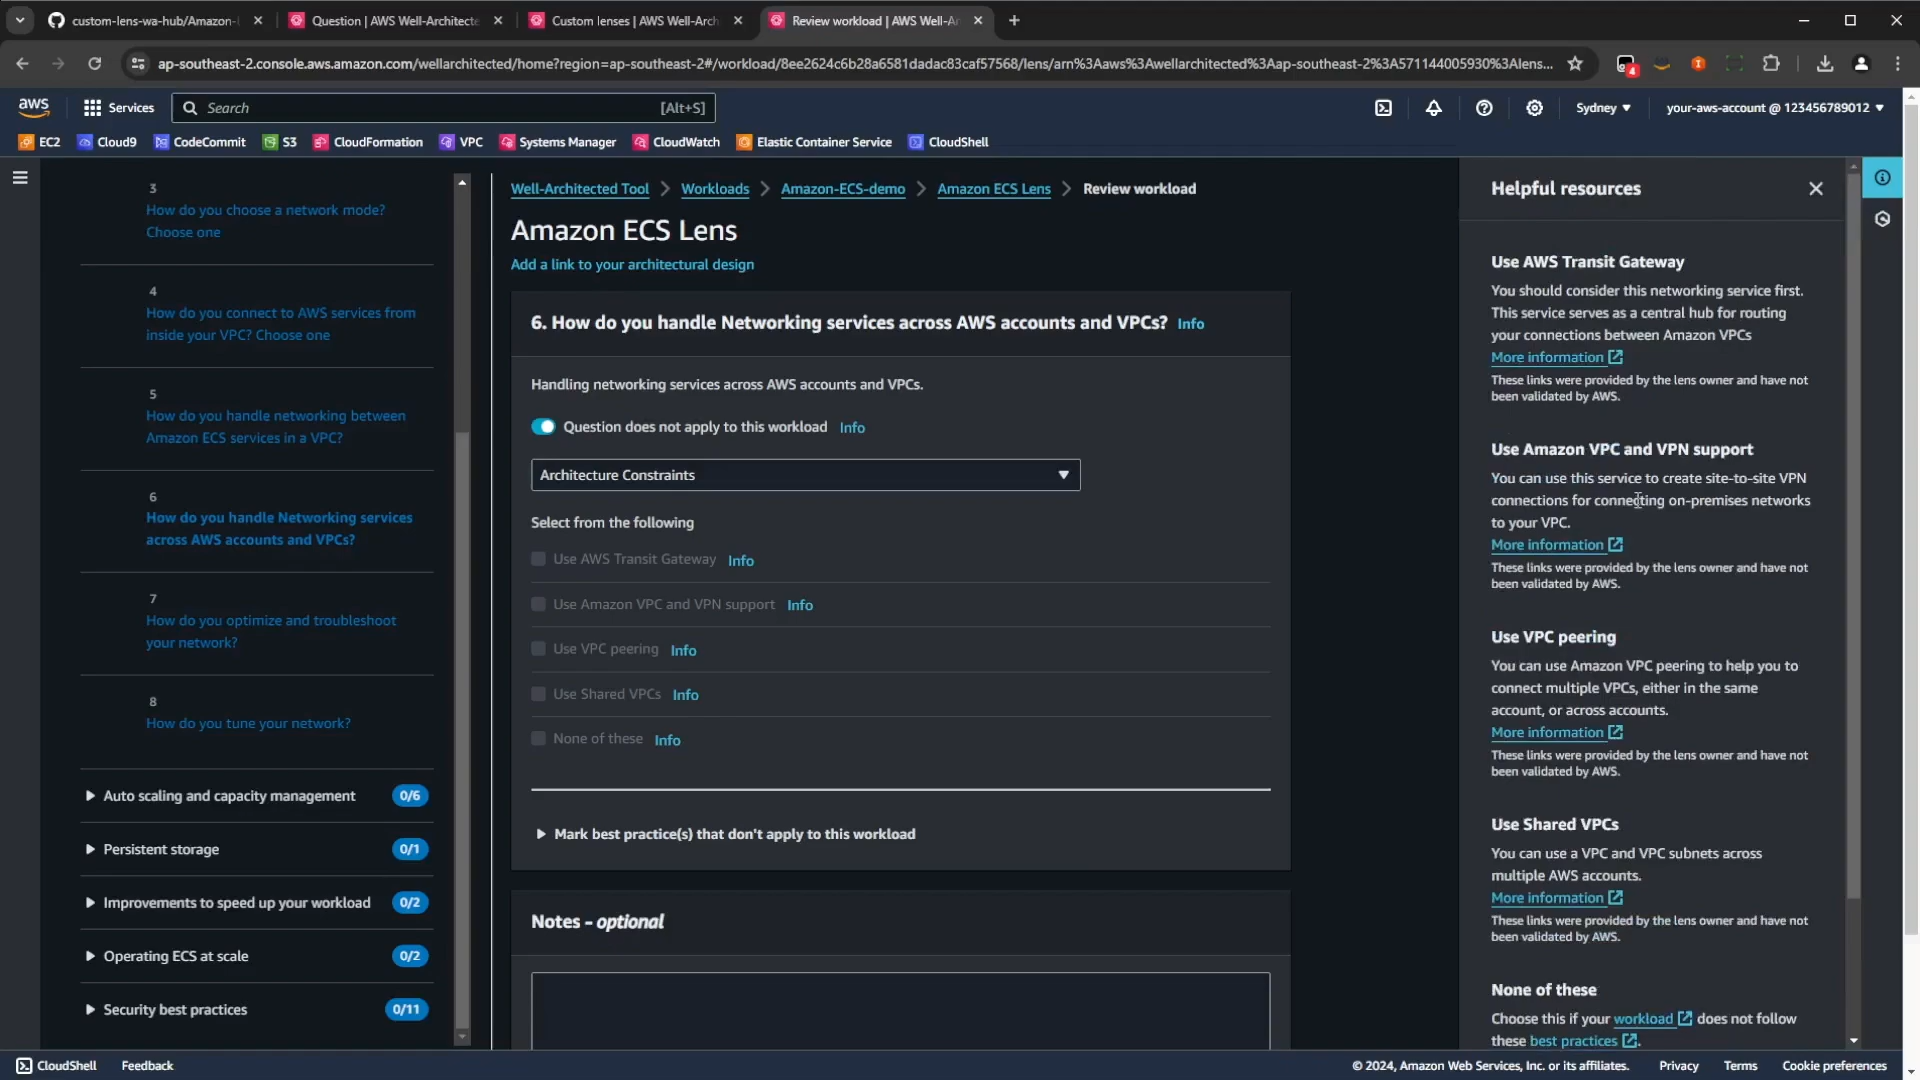 custom-lens-wa-hub/Amazon-
Question | AWS Well-Architecte
Custom lenses | AWS Well-Arch
Review workload | AWS Well-Ar
ap-southeast-2.console.aws.amazon.com/wellarchitected/home?region=ap-southeast-2#/workload/8ee2624c6b28a6581dadac83caf57568/lens/arn%3Aaws%3Awellarchitected%3Aap-southeast-2%3A571144005930%3Alens...
4
aws
Services
Search
[Alt+S]
Sydney
your-aws-account @ 123456789012
EC2
Cloud9
CodeCommit
S3
CloudFormation
VPC
Systems Manager
CloudWatch
Elastic Container Service
CloudShell
3
How do you choose a network mode?
Choose one
4
How do you connect to AWS services from
inside your VPC? Choose one
5
How do you handle networking between
Amazon ECS services in a VPC?
6
How do you handle Networking services
across AWS accounts and VPCs?
7
How do you optimize and troubleshoot
your network?
8
How do you tune your network?
Auto scaling and capacity management 0/6
Persistent storage 0/1
Improvements to speed up your workload 0/2
Operating ECS at scale 0/2
Security best practices 0/11
Well-Architected Tool
Workloads
Amazon-ECS-demo
Amazon ECS Lens
Review workload
Amazon ECS Lens
Add a link to your architectural design
6. How do you handle Networking services across AWS accounts and VPCs? Info
Handling networking services across AWS accounts and VPCs.
Question does not apply to this workload Info
Architecture Constraints
Select from the following
Use AWS Transit Gateway Info
Use Amazon VPC and VPN support Info
Use VPC peering Info
Use Shared VPCs Info
None of these Info
Mark best practice(s) that don't apply to this workload
Notes - optional
Helpful resources
Use AWS Transit Gateway
You should consider this networking service first.
This service serves as a central hub for routing
your connections between Amazon VPCs
More information
These links were provided by the lens owner and have not
been validated by AWS.
Use Amazon VPC and VPN support
You can use this service to create site-to-site VPN
connections for connecting on-premises networks
to your VPC.
More information
These links were provided by the lens owner and have not
been validated by AWS.
Use VPC peering
You can use Amazon VPC peering to help you to
connect multiple VPCs, either in the same
account, or across accounts.
More information
These links were provided by the lens owner and have not
been validated by AWS.
Use Shared VPCs
You can use a VPC and VPC subnets across
multiple AWS accounts.
More information
These links were provided by the lens owner and have not
been validated by AWS.
None of these
Choose this if your workload does not follow
these best practices.
CloudShell
Feedback
© 2024, Amazon Web Services, Inc. or its affiliates.
Privacy
Terms
Cookie preferences